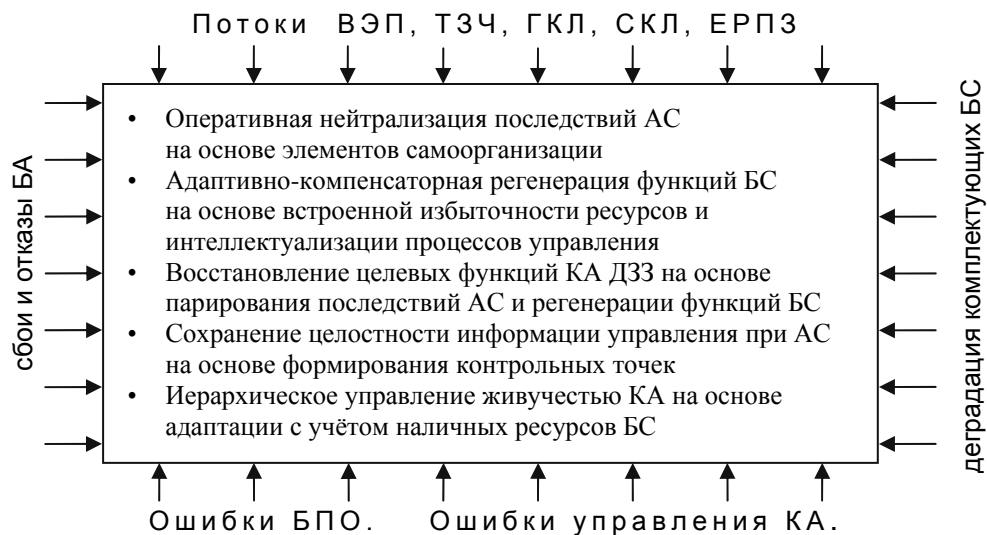 Потоки ВЭП, ТЗЧ, ГКЛ, СКЛ, ЕРПЗ
сбои и отказы БА
• Оперативная нейтрализация последствий АС
на основе элементов самоорганизации
• Адаптивно-компенсаторная регенерация функций БС
на основе встроенной избыточности ресурсов и
интеллектуализации процессов управления
• Восстановление целевых функций КА ДЗЗ на основе
парирования последствий АС и регенерации функций БС
• Сохранение целостности информации управления при АС
на основе формирования контрольных точек
• Иерархическое управление живучестью КА на основе
адаптации с учётом наличных ресурсов БС
деградация комплектующих БС
Ошибки БПО. Ошибки управления КА.